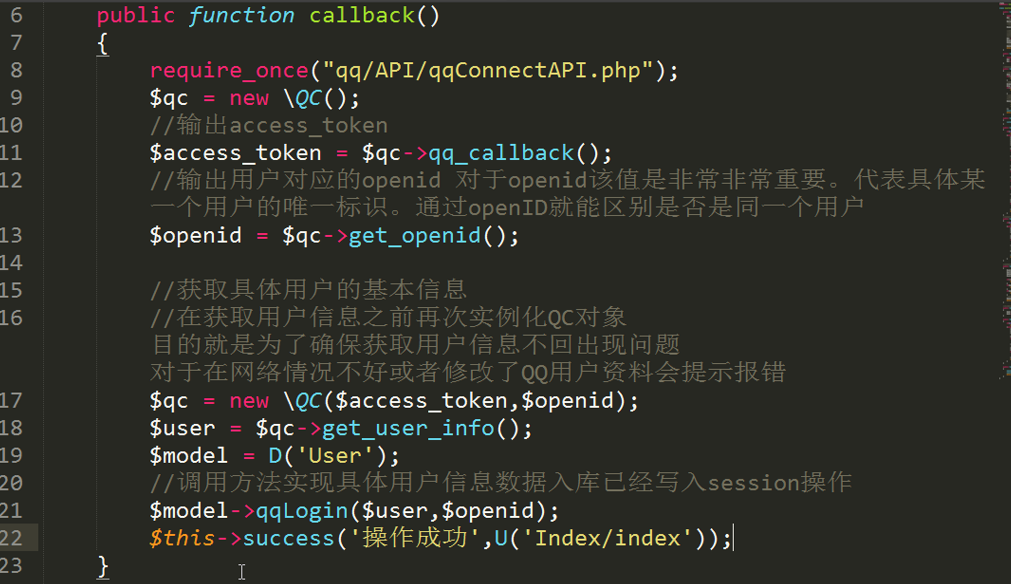 6 public function callback()
7 {
8 require_once("qq/API/qqConnectAPI.php");
9 $qc = new \QC();
10 //输出access_token
11 $access_token = $qc->qq_callback();
12 //输出用户对应的openid 对于openid该值是非常非常重要。代表具体某
一个用户的唯一标识。通过openID就能区别是否是同一个用户
13 $openid = $qc->get_openid();
14
15 //获取具体用户的基本信息
16 //在获取用户信息之前再次实例化QC对象
目的就是为了确保获取用户信息不回出现问题
对于在网络情况不好或者修改了QQ用户资料会提示报错
17 $qc = new \QC($access_token,$openid);
18 $user = $qc->get_user_info();
19 $model = D('User');
20 //调用方法实现具体用户信息数据入库已经写入session操作
21 $model->qqLogin($user,$openid);
22 $this->success('操作成功',U('Index/index'));
23 }